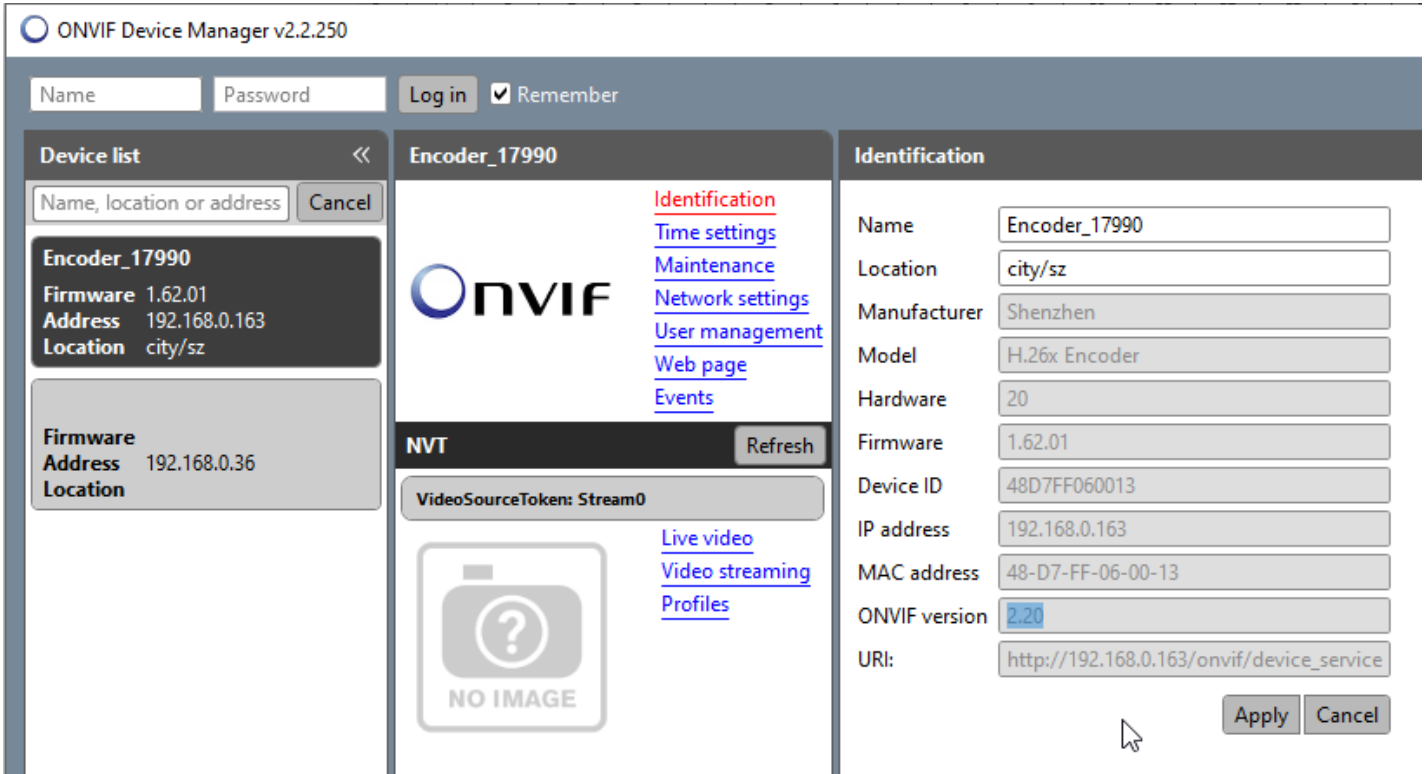 ONVIF Device Manager v2.2.250
Name
Password
Log in
Remember
Device list
Name, location or address
Cancel
Encoder_17990
Firmware 1.62.01
Address 192.168.0.163
Location city/sz
Firmware
Address 192.168.0.36
Location
Encoder_17990
ONVIF
Identification
Time settings
Maintenance
Network settings
User management
Web page
Events
NVT
Refresh
VideoSourceToken: Stream0
NO IMAGE
Live video
Video streaming
Profiles
Identification
Name Encoder_17990
Location city/sz
Manufacturer Shenzhen
Model H.26x Encoder
Hardware 20
Firmware 1.62.01
Device ID 48D7FF060013
IP address 192.168.0.163
MAC address 48-D7-FF-06-00-13
ONVIF version 2.20
URI: http://192.168.0.163/onvif/device_service
Apply
Cancel